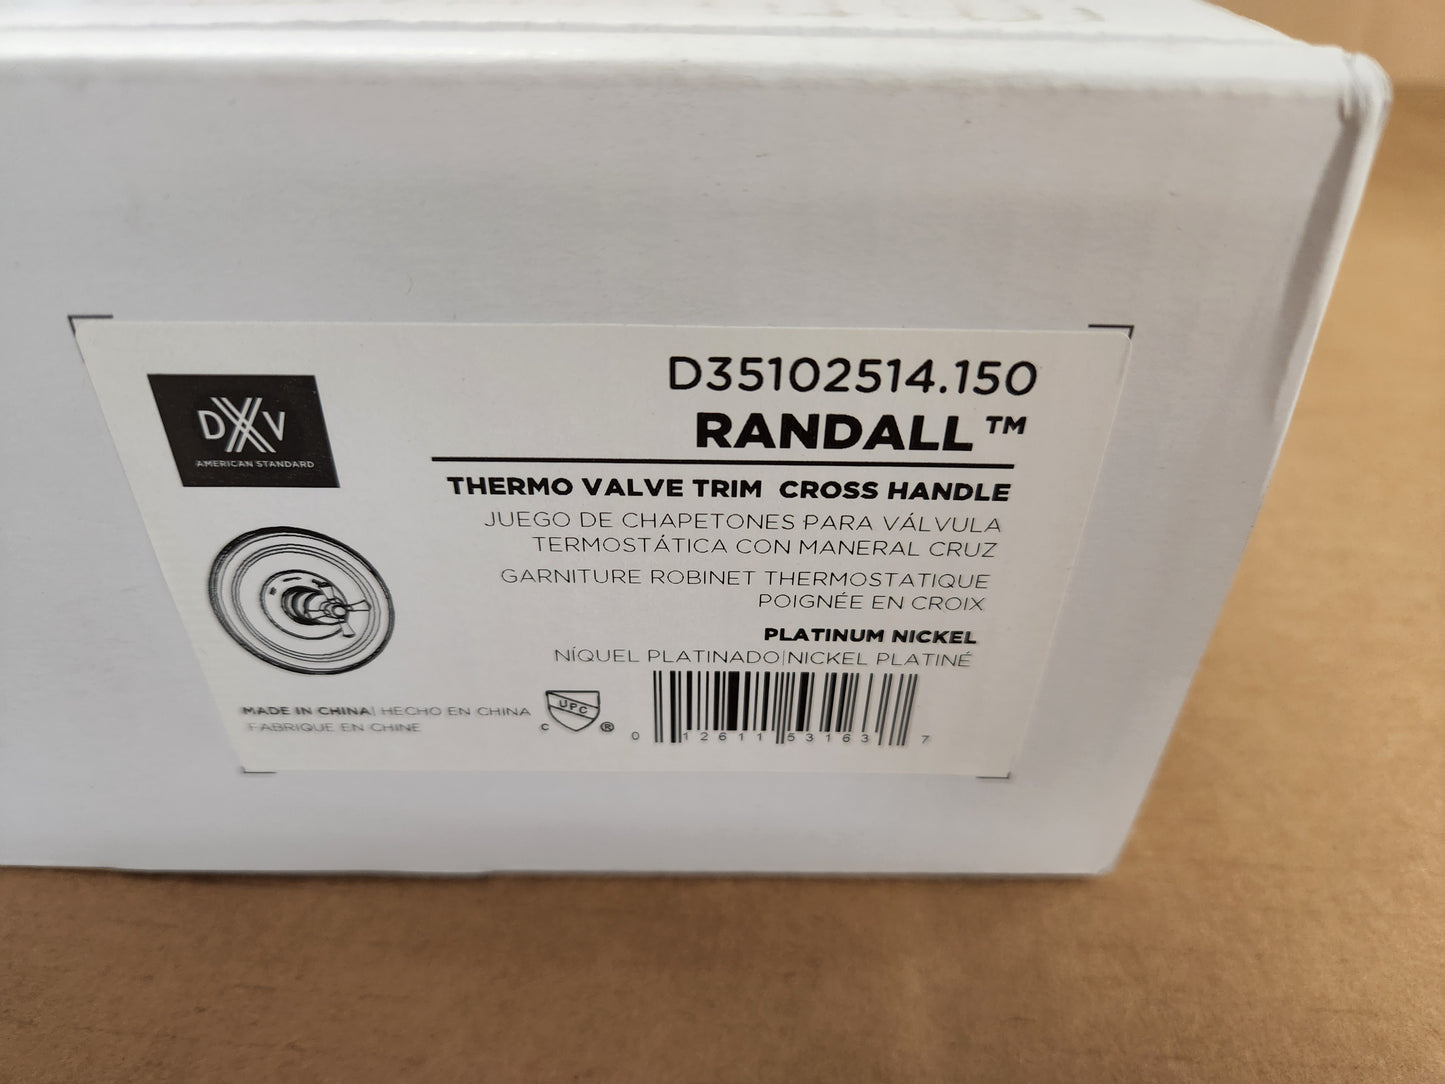 D35102514.150
RANDALL™
DXV
AMERICAN STANDARD
THERMO VALVE TRIM CROSS HANDLE
JUEGO DE CHAPETONES PARA VÁLVULA
TERMOSTÁTICA CON MANERAL CRUZ
GARNITURE ROBINET THERMOSTATIQUE
POIGNÉE EN CROIX
PLATINUM NICKEL
NÍQUEL PLATINADO|NICKEL PLATINÉ
MADE IN CHINA| HECHO EN CHINA
FABRIQUE EN CHINE
c UPC ®
0 12611 53163 7